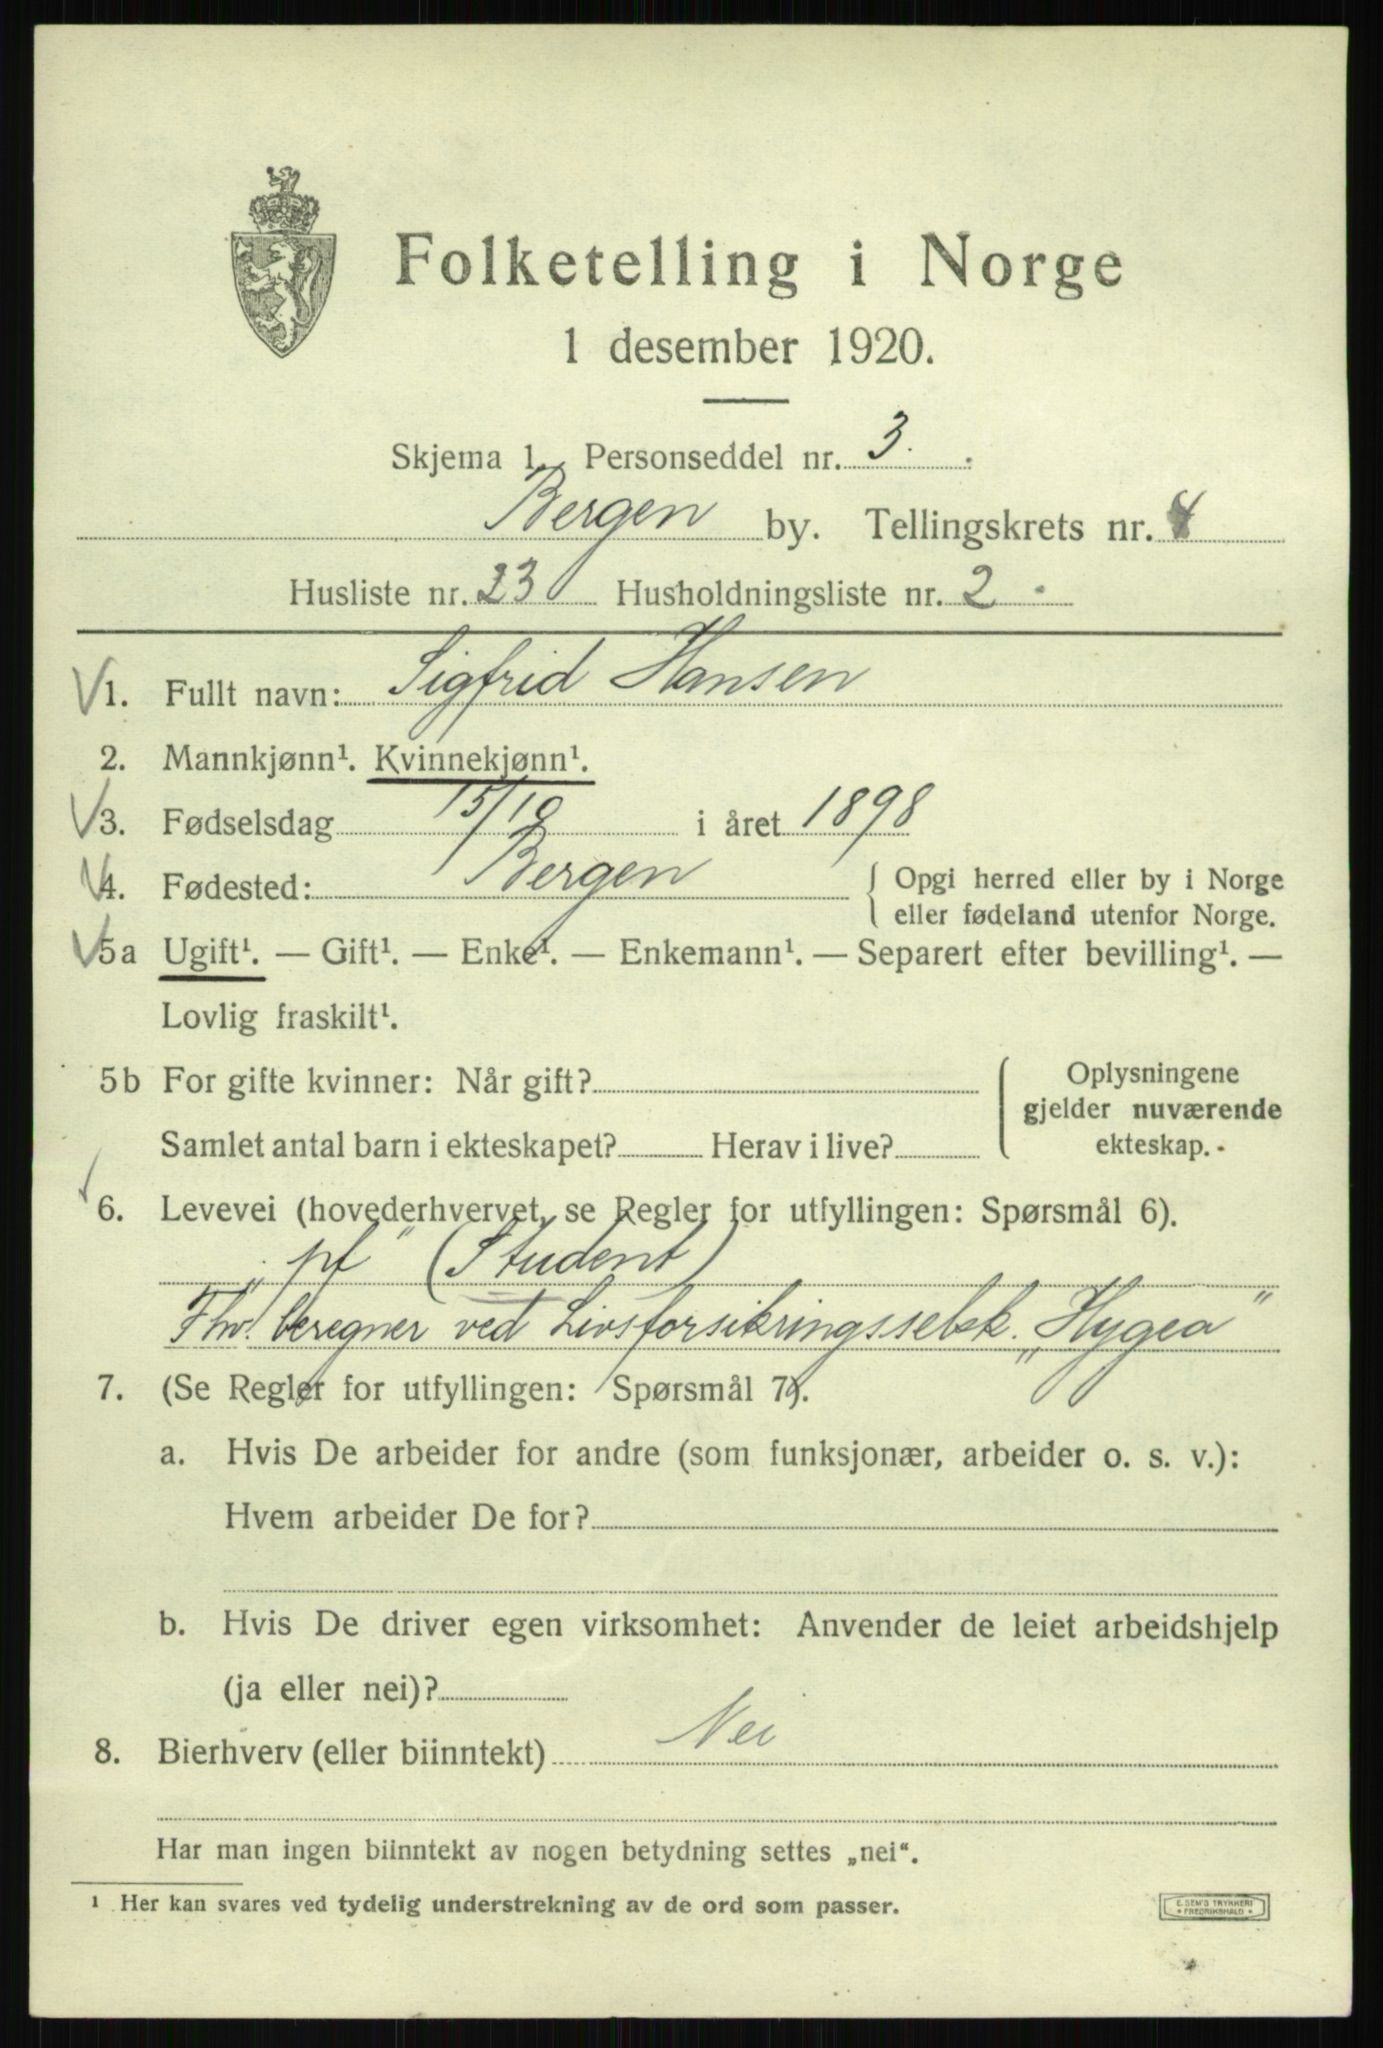 Folketelling i Norge
1 desember 1920.
Skjema 1. Personseddel nr. 3.
Bergen by. Tellingskrets nr. 4
Husliste nr. 23 Husholdningsliste nr. 2
1. Fullt navn: Sigfrid Hansen
2. Mannkjønn¹. Kvinnekjønn¹.
3. Fødselsdag 15/10 i året 1898
4. Fødested: Bergen { Opgi herred eller by i Norge
eller fødeland utenfor Norge.
5a Ugift¹. — Gift¹. — Enke¹. — Enkemann¹. — Separert efter bevilling¹. —
Lovlig fraskilt¹.
5b For gifte kvinner: Når gift? { Oplysningene
gjelder nuværende
Samlet antal barn i ekteskapet? Herav i live? ekteskap.
6. Levevei (hovederhvervet, se Regler for utfyllingen: Spørsmål 6).
„pf“ (Student)
Fhv. beregner ved Livsforsikringsselsk. „Hygea“
7. (Se Regler for utfyllingen: Spørsmål 7).
a. Hvis De arbeider for andre (som funksjonær, arbeider o. s. v.):
Hvem arbeider De for?
b. Hvis De driver egen virksomhet: Anvender de leiet arbeidshjelp
(ja eller nei)?
8. Bierhverv (eller biinntekt) Nei
Har man ingen biinntekt av nogen betydning settes „nei“.
¹ Her kan svares ved tydelig understrekning av de ord som passer.
E. SEM'S TRYKKERI
* FREDRIKSHALD *